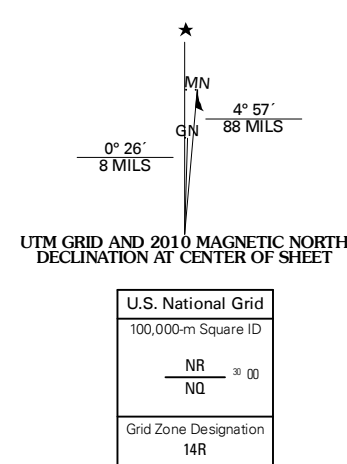 MN
4° 57´
88 MILS
GN
0° 26´
8 MILS
UTM GRID AND 2010 MAGNETIC NORTH
DECLINATION AT CENTER OF SHEET
U.S. National Grid
100,000-m Square ID
NR
30 00
NQ
Grid Zone Designation
14R